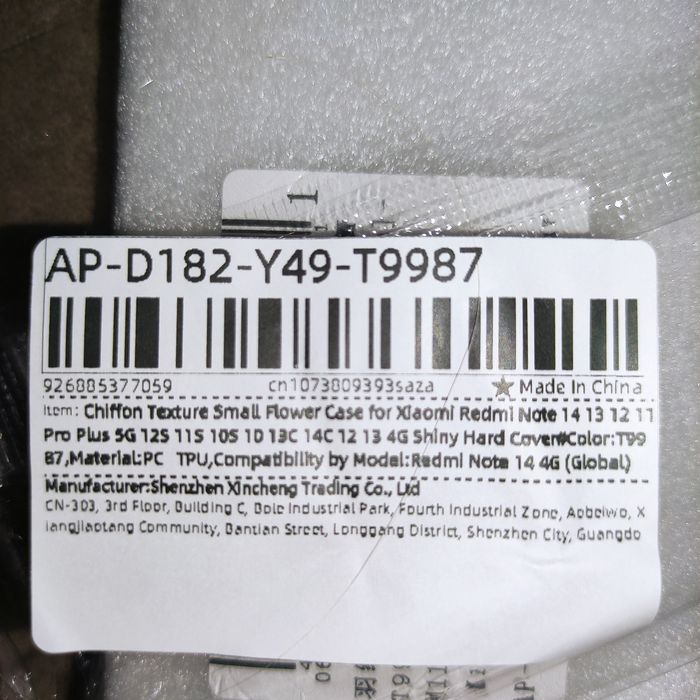 AP-D182-Y49-T9987
926885377059 cn1073809393saza ★ Made In China
Item: Chiffon Texture Small Flower Case for Xiaomi Redmi Note 14 13 12 11
Pro Plus 5G 12S 11S 10S 10 13C 14C 12 13 4G Shiny Hard Cover#Color:T99
87,Material:PC TPU,Compatibility by Model:Redmi Note 14 4G (Global)
Manufacturer:Shenzhen Xincheng Trading Co., Ltd
CN-303, 3rd Floor, Building C, Bole Industrial Park, Fourth Industrial Zone, Aobeiwo, X
iangjiaotang Community, Bantian Street, Longgang District, Shenzhen City, Guangdo